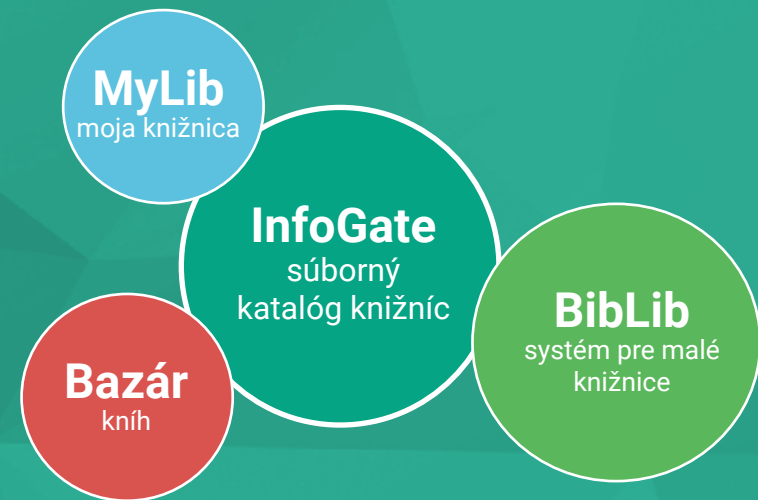 MyLib
moja knižnica
InfoGate
súborný
katalóg knižníc
BibLib
systém pre malé
knižnice
Bazár
kníh